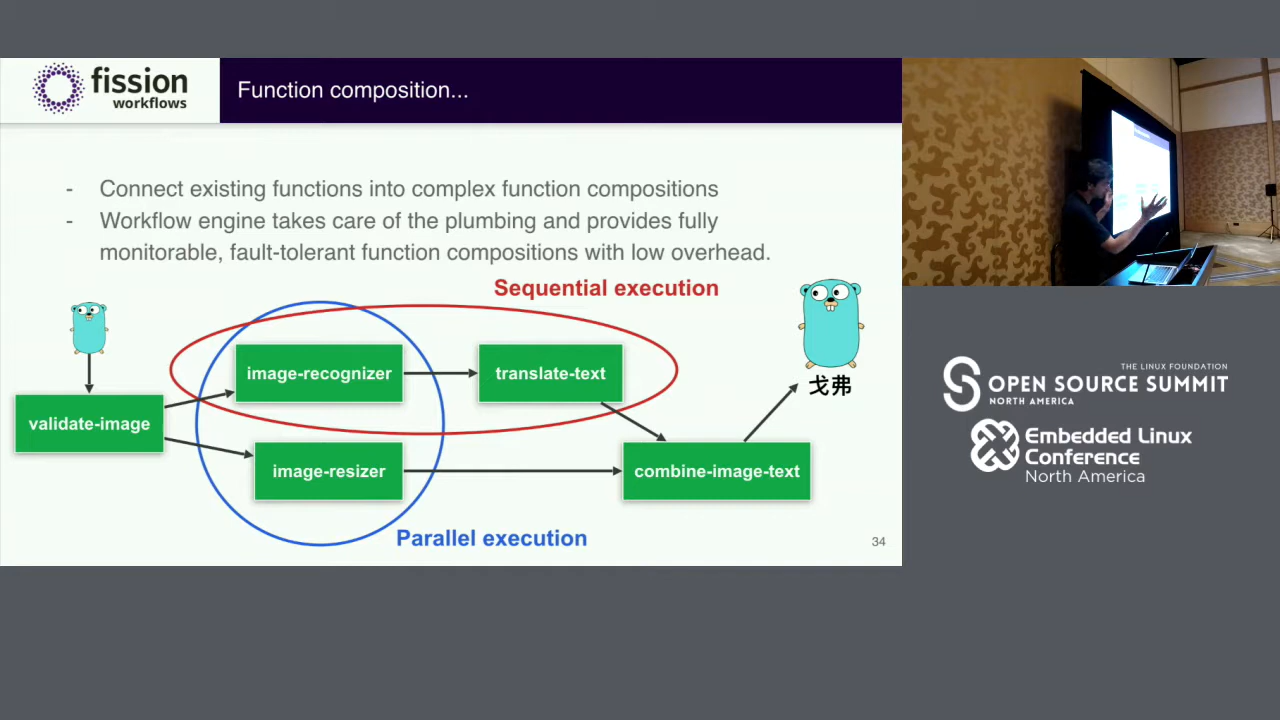 fission
workflows
Function composition...
- Connect existing functions into complex function compositions
- Workflow engine takes care of the plumbing and provides fully
monitorable, fault-tolerant function compositions with low overhead.
Sequential execution
image-recognizer
translate-text
戈弗
validate-image
image-resizer
combine-image-text
Parallel execution
34
THE LINUX FOUNDATION
OPEN SOURCE SUMMIT
NORTH AMERICA
Embedded Linux
Conference
North America